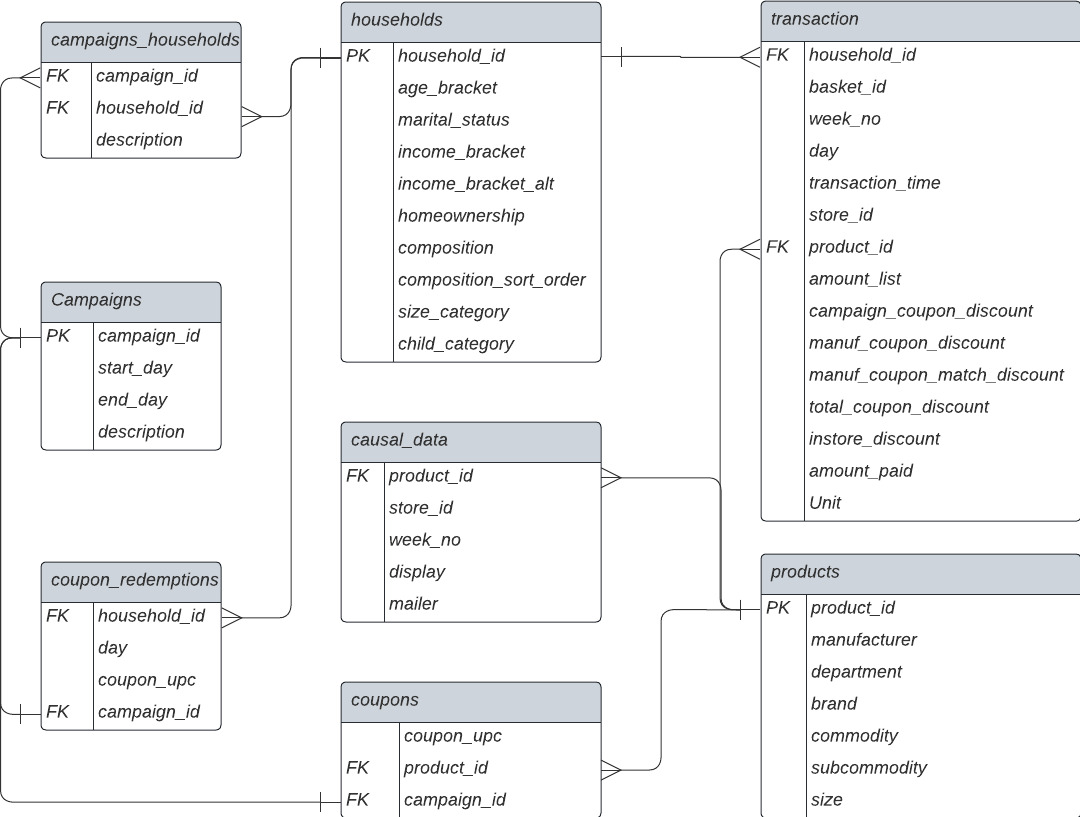 campaigns_households
FK campaign_id
FK household_id
description
Campaigns
PK campaign_id
start_day
end_day
description
coupon_redemptions
FK household_id
day
coupon_upc
FK campaign_id
households
PK household_id
age_bracket
marital_status
income_bracket
income_bracket_alt
homeownership
composition
composition_sort_order
size_category
child_category
causal_data
FK product_id
store_id
week_no
display
mailer
coupons
coupon_upc
FK product_id
FK campaign_id
transaction
FK household_id
basket_id
week_no
day
transaction_time
store_id
FK product_id
amount_list
campaign_coupon_discount
manuf_coupon_discount
manuf_coupon_match_discount
total_coupon_discount
instore_discount
amount_paid
Unit
products
PK product_id
manufacturer
department
brand
commodity
subcommodity
size